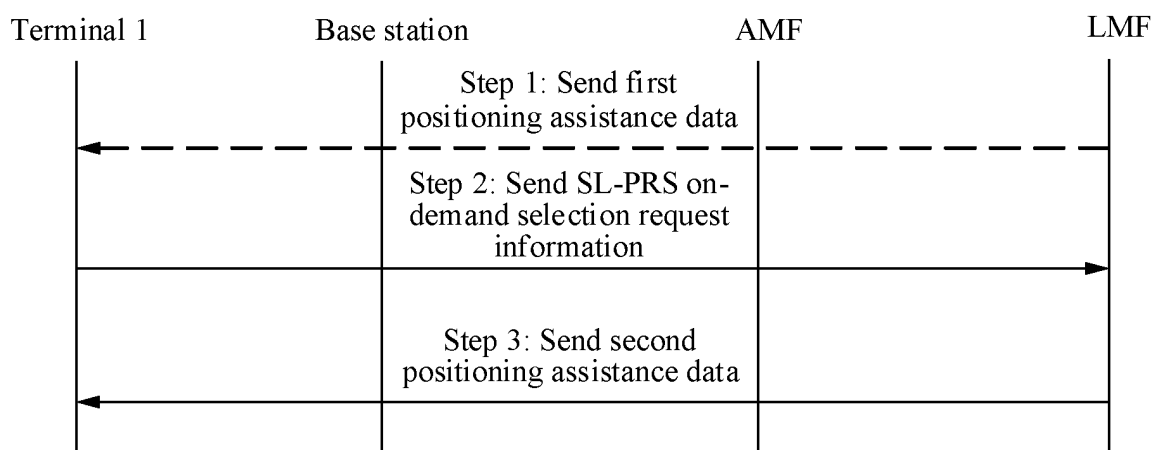 Terminal 1
Base station
AMF
LMF
Step 1: Send first
positioning assistance data
Step 2: Send SL-PRS on-
demand selection request
information
Step 3: Send second
positioning assistance data